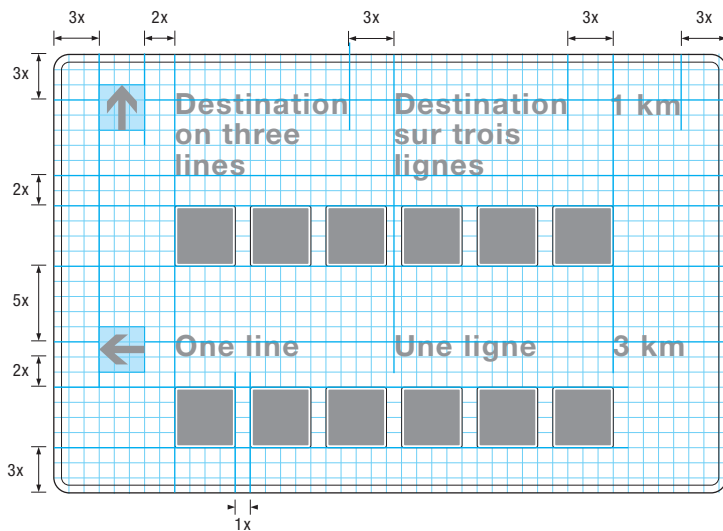 3x 2x 3x 3x 3x
3x
Destination
on three
lines
Destination
sur trois
lignes
1 km
2x
5x
One line
Une ligne
3 km
2x
3x
1x